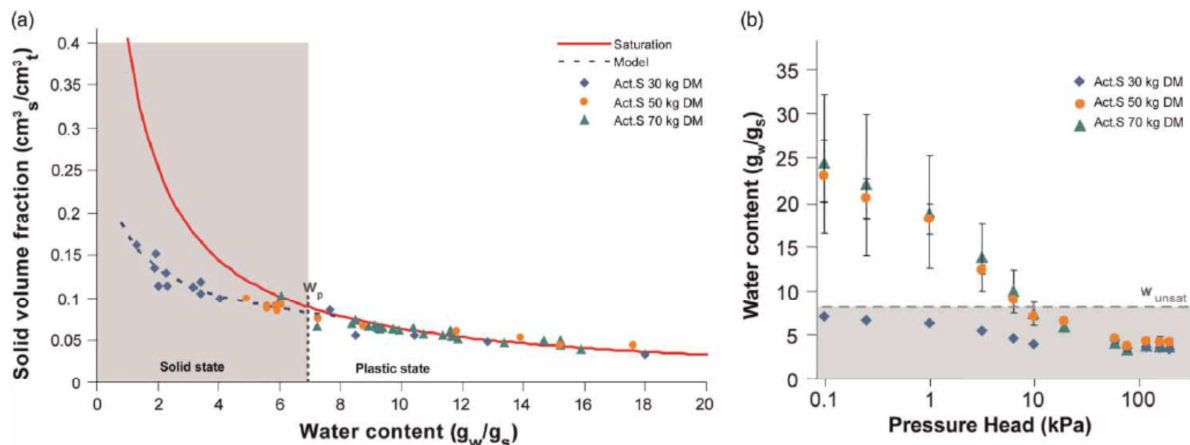 (a)
Solid volume fraction (cm³s/cm³t)
0.4
0.35
0.3
0.25
0.2
0.15
0.1
0.05
0
Saturation
Model
Act.S 30 kg DM
Act.S 50 kg DM
Act.S 70 kg DM
Wp
Solid state
Plastic state
0 2 4 6 8 10 12 14 16 18 20
Water content (gw/gs)
(b)
Water content (gw/gs)
35
30
25
20
15
10
5
0
Act.S 30 kg DM
Act.S 50 kg DM
Act.S 70 kg DM
Wunsat
0.1 1 10 100
Pressure Head (kPa)